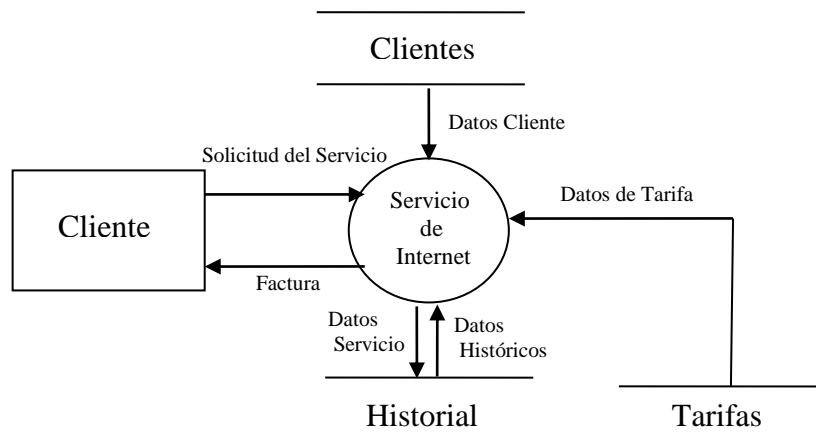 Clientes
Datos Cliente
Solicitud del Servicio
Datos de Tarifa
Servicio
de
Internet
Cliente
Factura
Datos
Servicio
Datos
Históricos
Historial
Tarifas